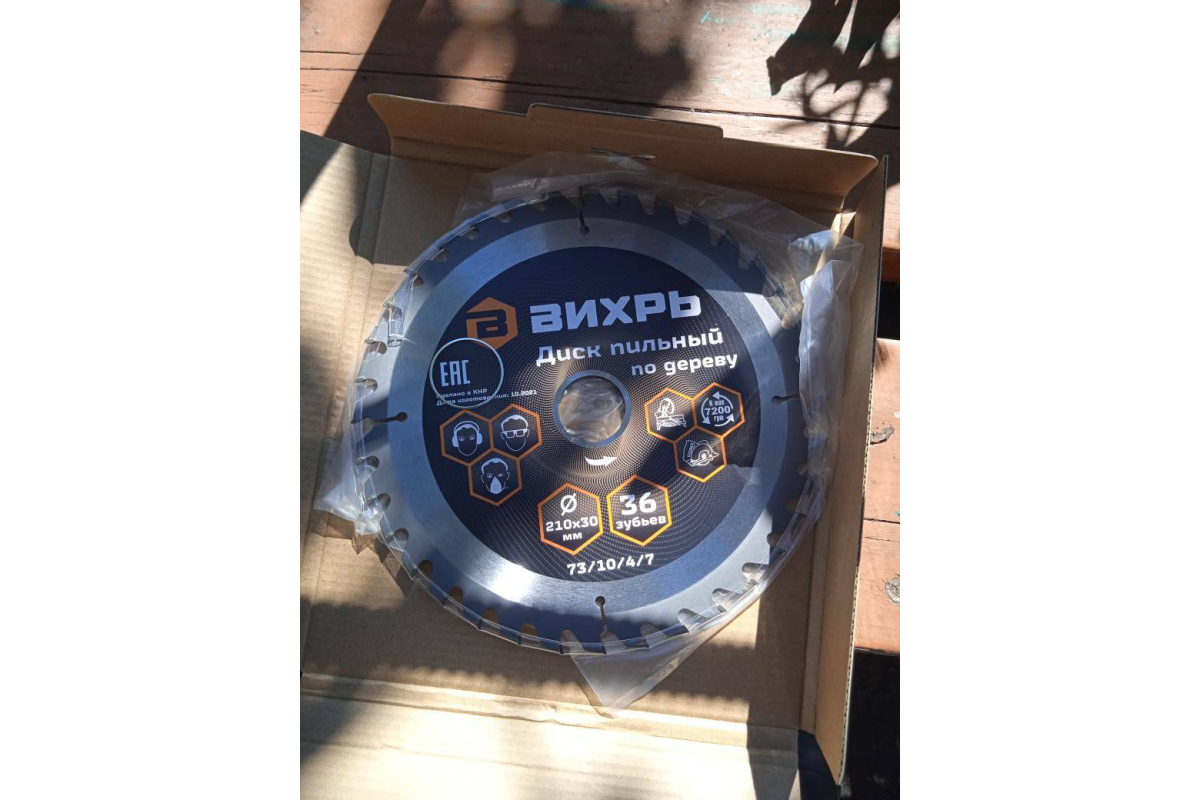 В ВИХРЬ
Диск пильный
по дереву
EAC
Сделано в КНР
Дата изготовления: 10.2021
n max
7200
rpm
Ø
210x30
мм
36
зубьев
73/10/4/7